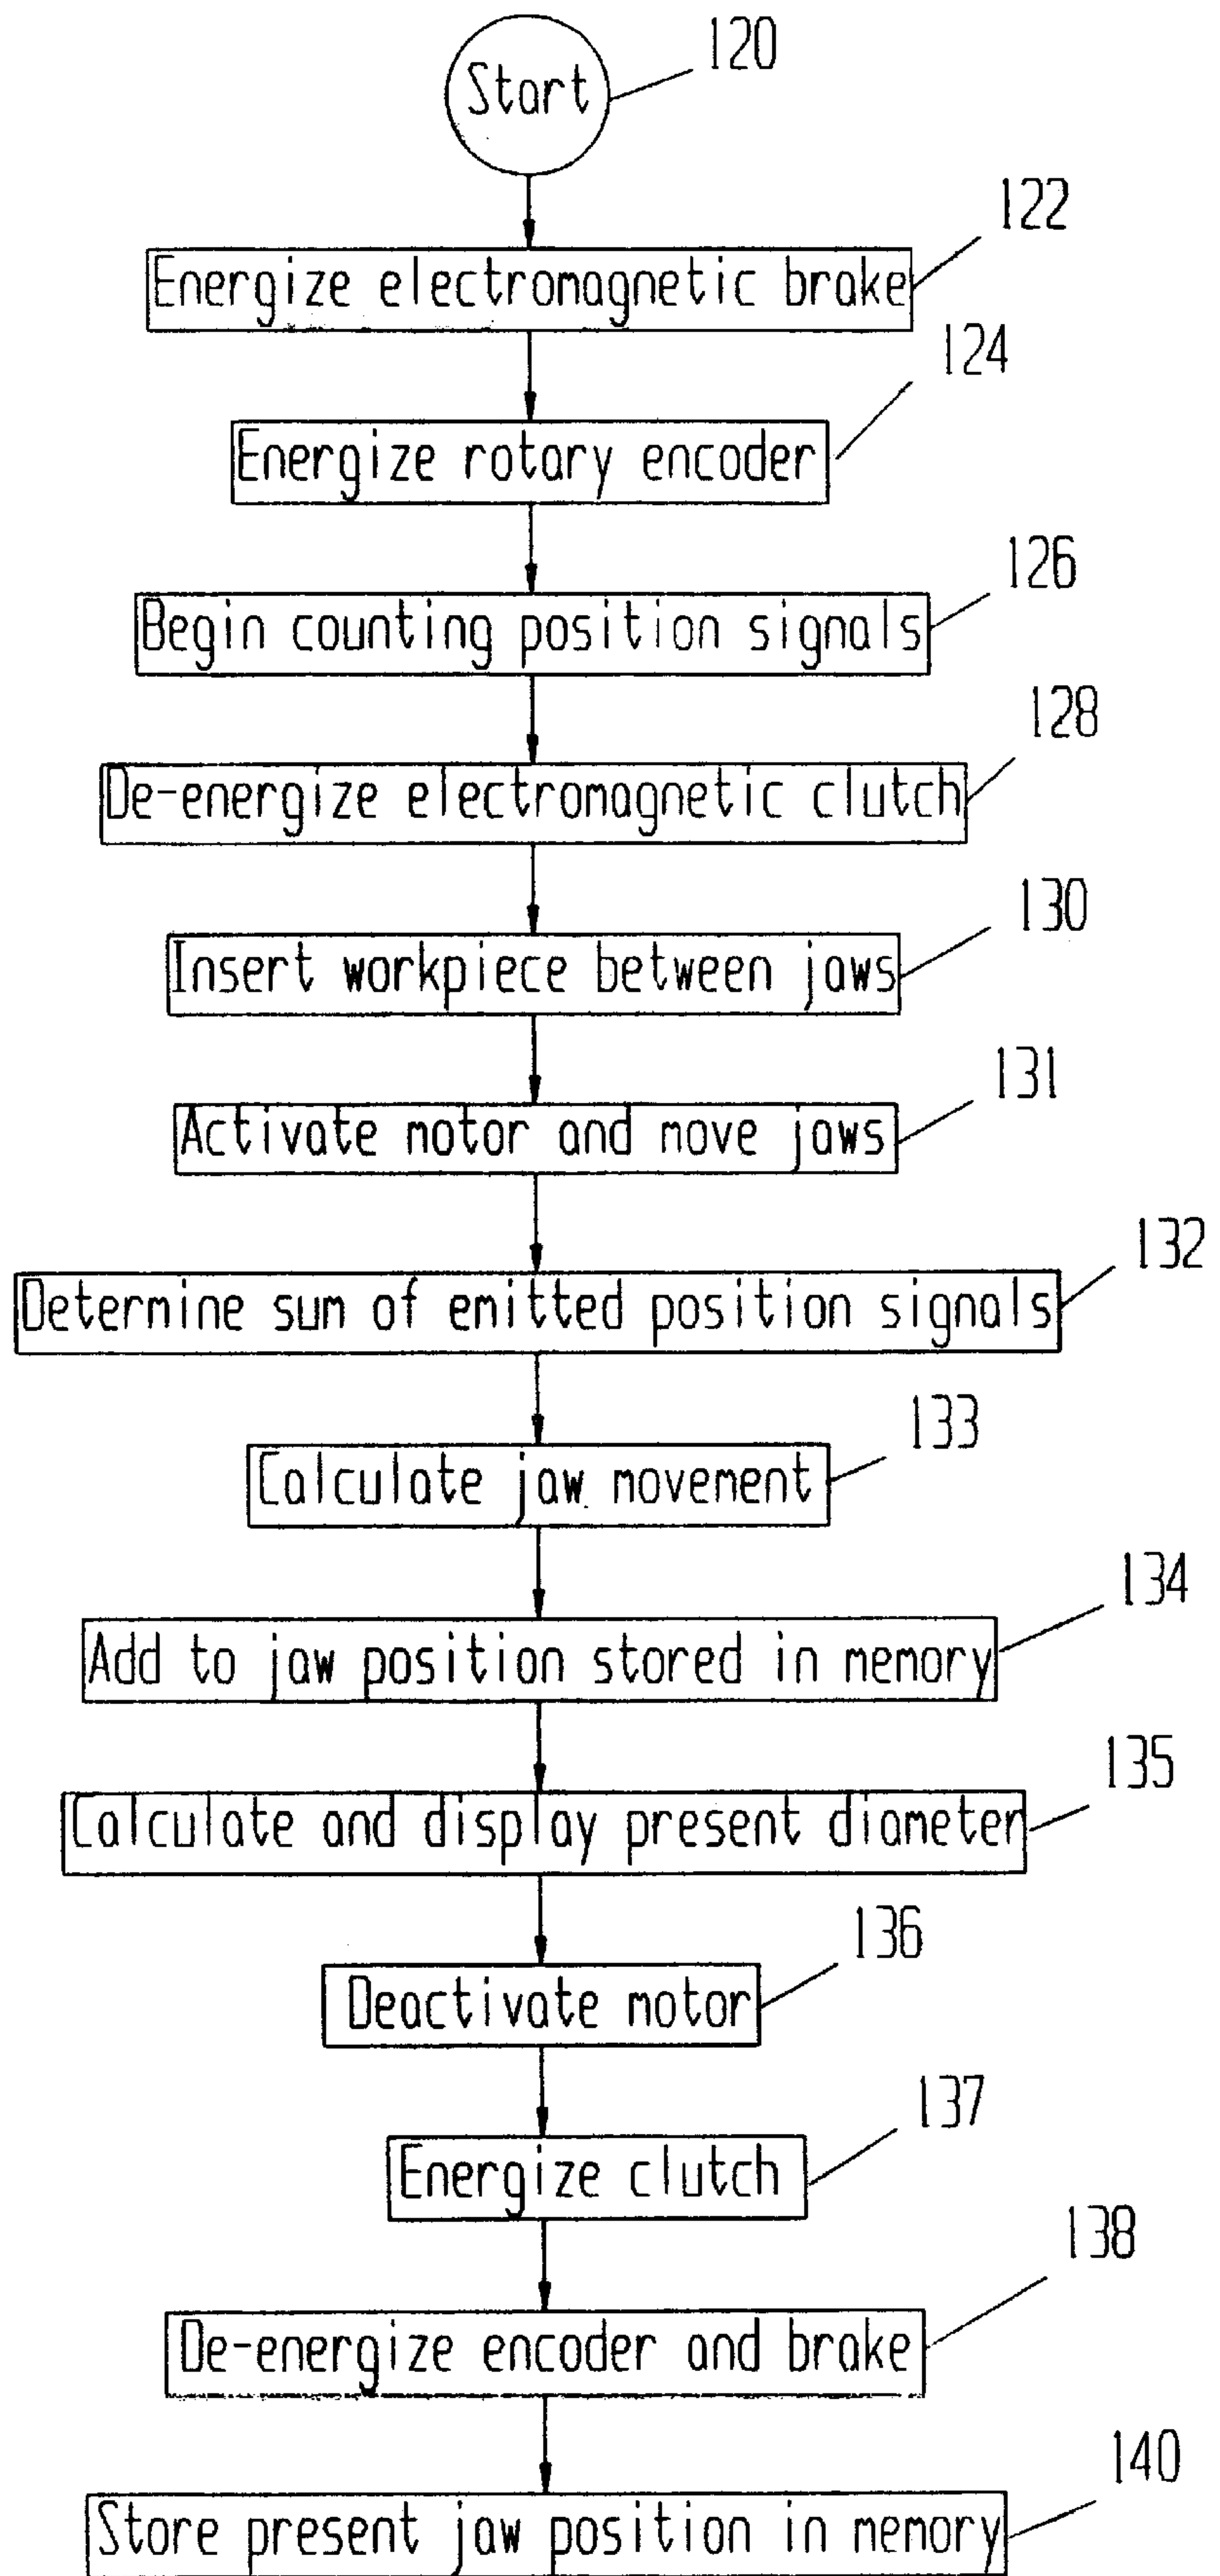 120
Start
122
Energize electromagnetic brake
124
Energize rotary encoder
126
Begin counting position signals
128
De-energize electromagnetic clutch
130
Insert workpiece between jaws
131
Activate motor and move jaws
132
Determine sum of emitted position signals
133
Calculate jaw movement
134
Add to jaw position stored in memory
135
Calculate and display present diameter
136
Deactivate motor
137
Energize clutch
138
De-energize encoder and brake
140
Store present jaw position in memory